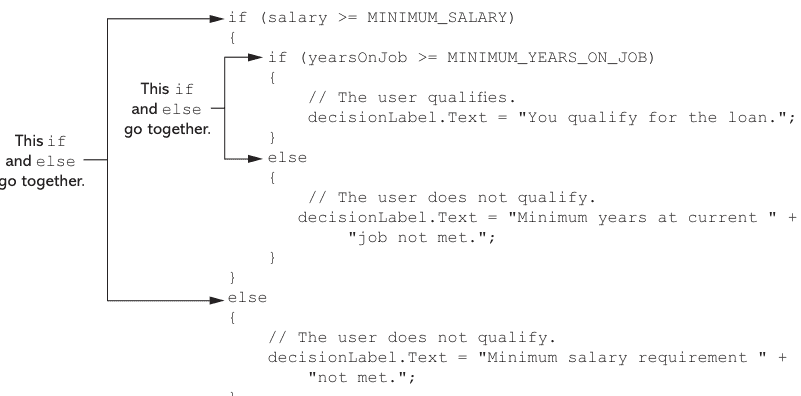 if (salary >= MINIMUM_SALARY)
{
if (yearsOnJob >= MINIMUM_YEARS_ON_JOB)
{
// The user qualifies.
decisionLabel.Text = "You qualify for the loan.";
}
else
{
// The user does not qualify.
decisionLabel.Text = "Minimum years at current " +
"job not met.";
}
}
else
{
// The user does not qualify.
decisionLabel.Text = "Minimum salary requirement " +
"not met.";
}
This if
and else
go together.
This if
and else
go together.